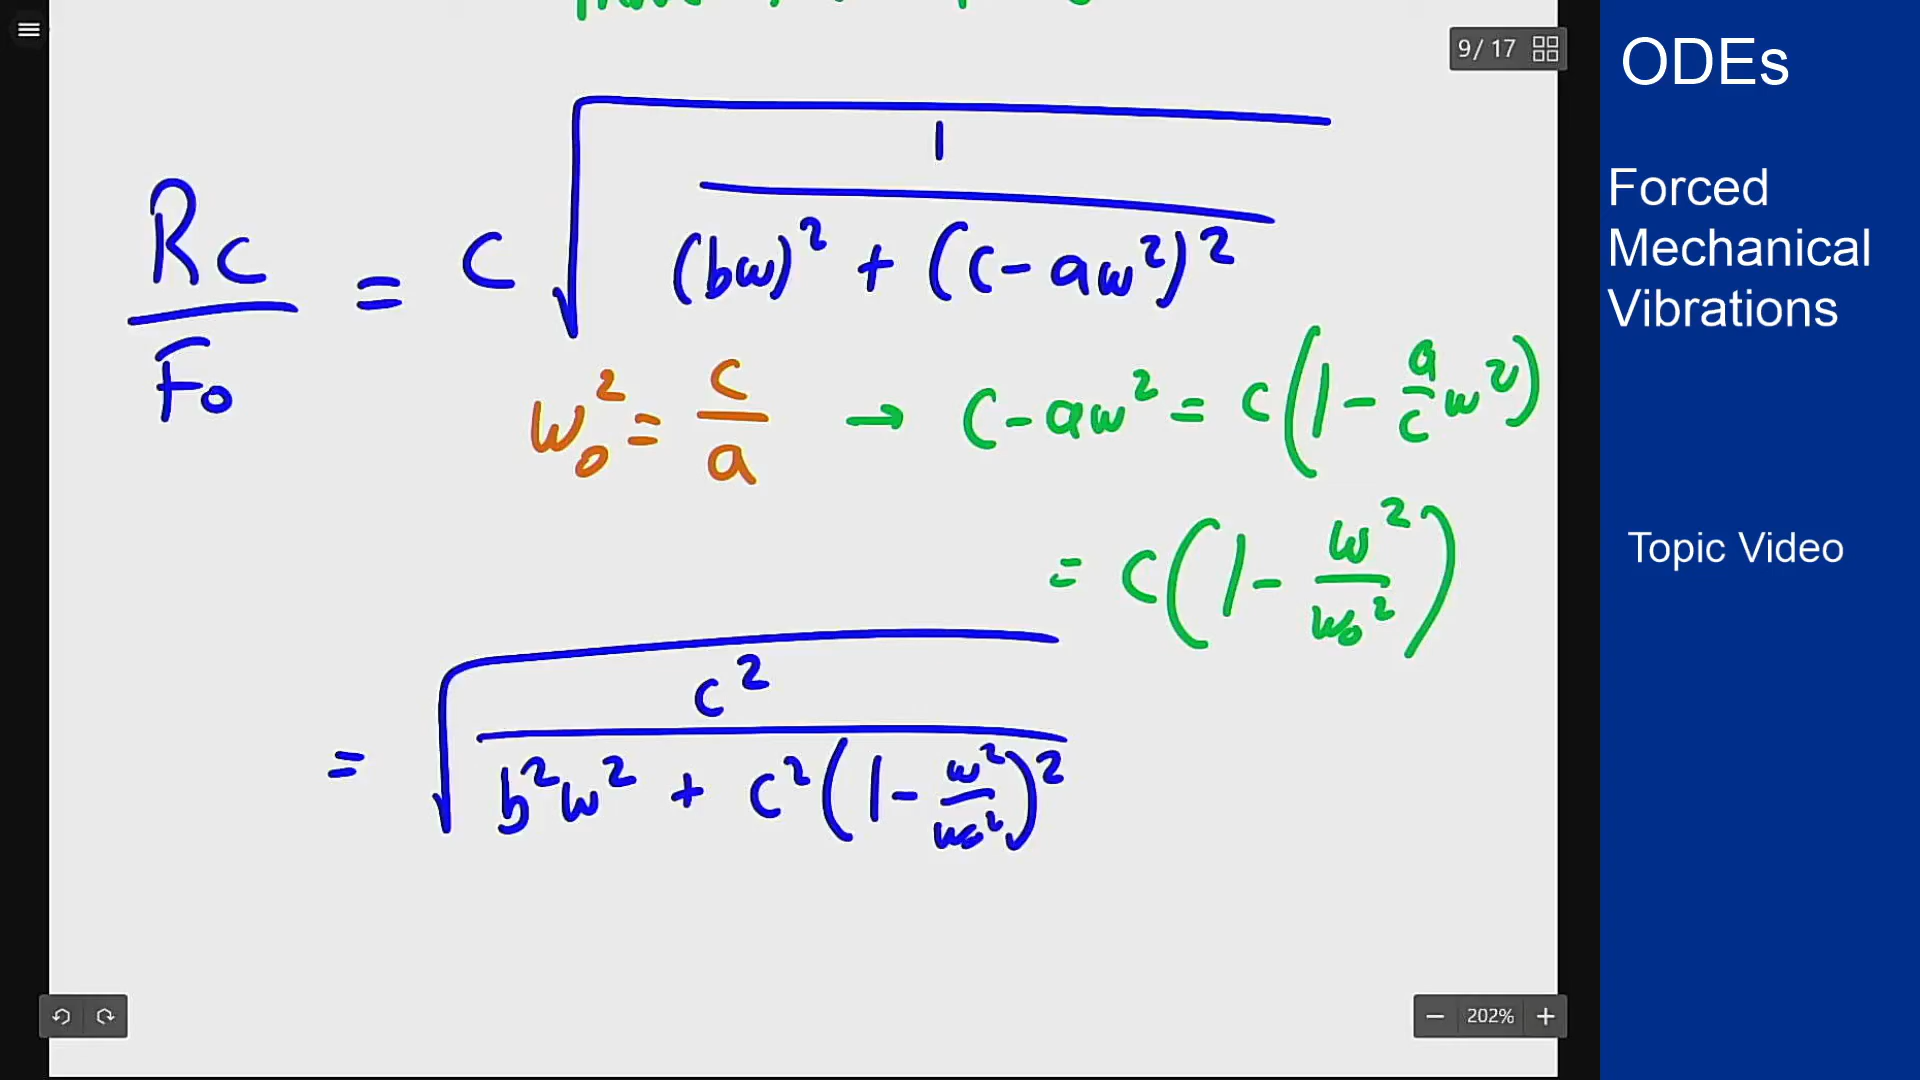 9 / 17
ODEs
Forced
Mechanical
Vibrations
Topic Video
Rc/F₀ = c √(1/((bω)² + (c-aω²)²))
ω₀² = c/a → c-aω² = c(1 - a/c ω²)
= c(1 - ω²/ω₀²)
= √(c²/(b²ω² + c²(1 - ω²/ω₀²)²))
202%